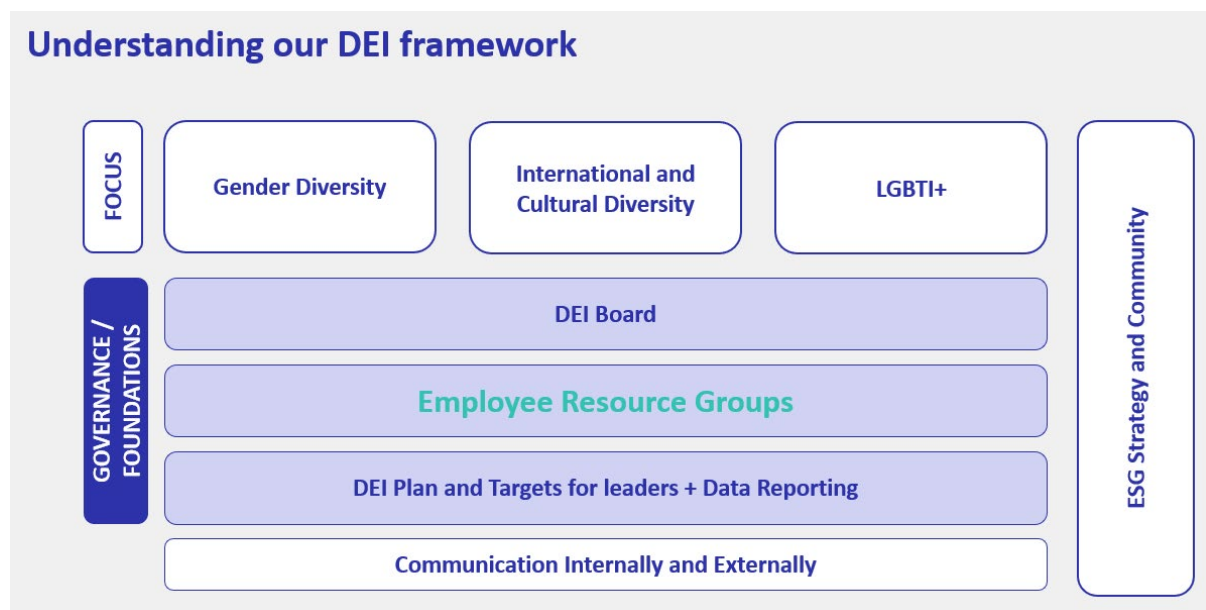 Understanding our DEI framework
FOCUS
Gender Diversity
International and
Cultural Diversity
LGBTI+
GOVERNANCE /
FOUNDATIONS
DEI Board
Employee Resource Groups
DEI Plan and Targets for leaders + Data Reporting
Communication Internally and Externally
ESG Strategy and Community